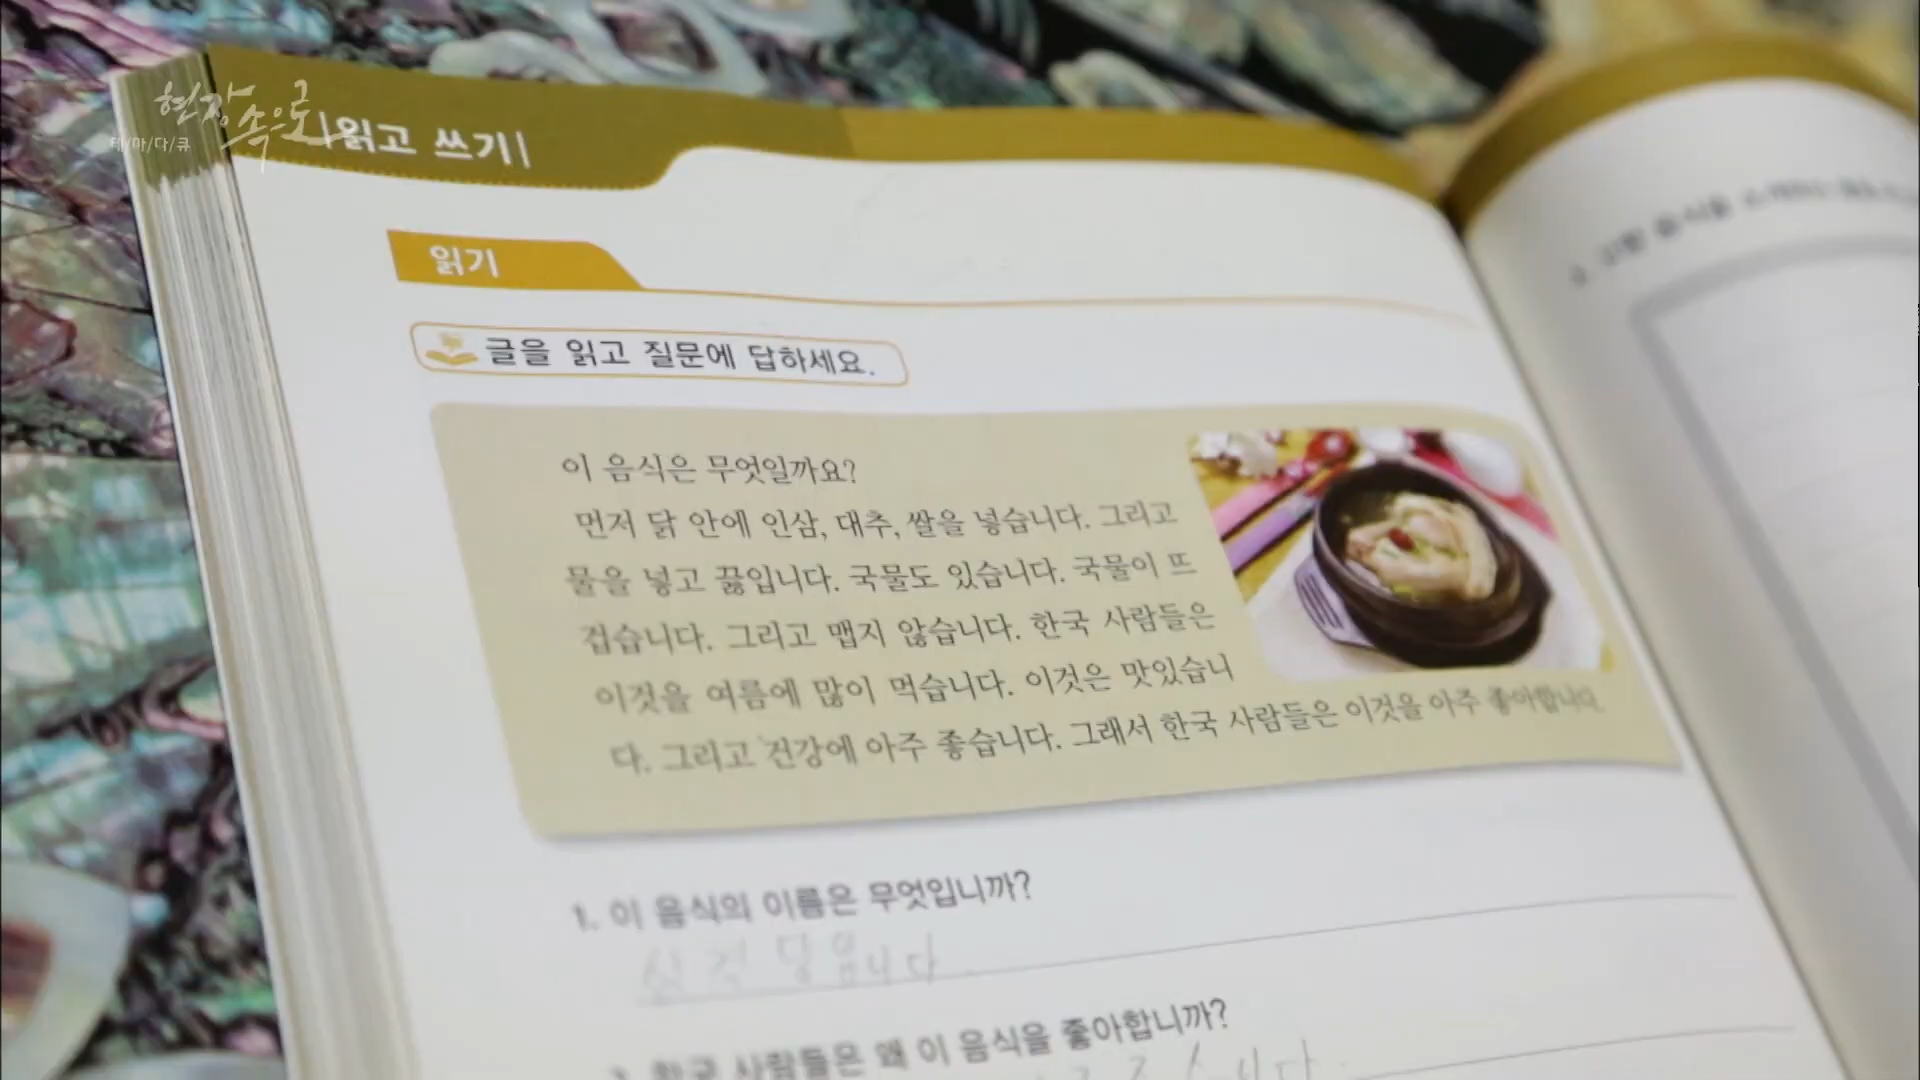 현장속으로
테/마/다/큐
|읽고 쓰기|
읽기
글을 읽고 질문에 답하세요.
이 음식은 무엇일까요?
먼저 닭 안에 인삼, 대추, 쌀을 넣습니다. 그리고
물을 넣고 끓입니다. 국물도 있습니다. 국물이 뜨
겁습니다. 그리고 맵지 않습니다. 한국 사람들은
이것을 여름에 많이 먹습니다. 이것은 맛있습니
다. 그리고 건강에 아주 좋습니다. 그래서 한국 사람들은 이것을 아주 좋아합니다.
1. 이 음식의 이름은 무엇입니까?
한국 사람들은 왜 이 음식을 좋아합니까?